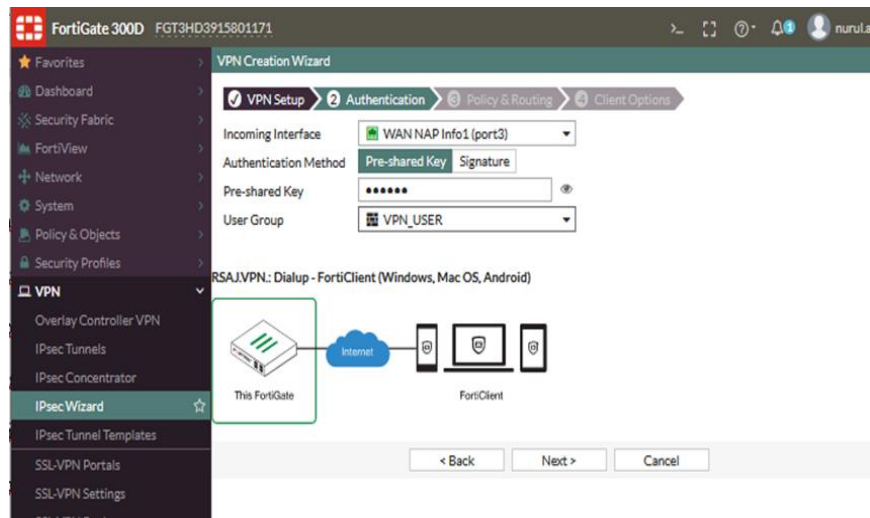 FortiGate 300D FGT3HD3915801171
nurul.a
Favorites
Dashboard
Security Fabric
FortiView
Network
System
Policy & Objects
Security Profiles
VPN
Overlay Controller VPN
IPsec Tunnels
IPsec Concentrator
IPsec Wizard
IPsec Tunnel Templates
SSL-VPN Portals
SSL-VPN Settings
VPN Creation Wizard
VPN Setup 2 Authentication 3 Policy & Routing 4 Client Options
Incoming Interface WAN NAP Info1 (port3)
Authentication Method Pre-shared Key Signature
Pre-shared Key ••••••
User Group VPN_USER
RSAJ.VPN.: Dialup - FortiClient (Windows, Mac OS, Android)
Internet
This FortiGate FortiClient
< Back Next > Cancel